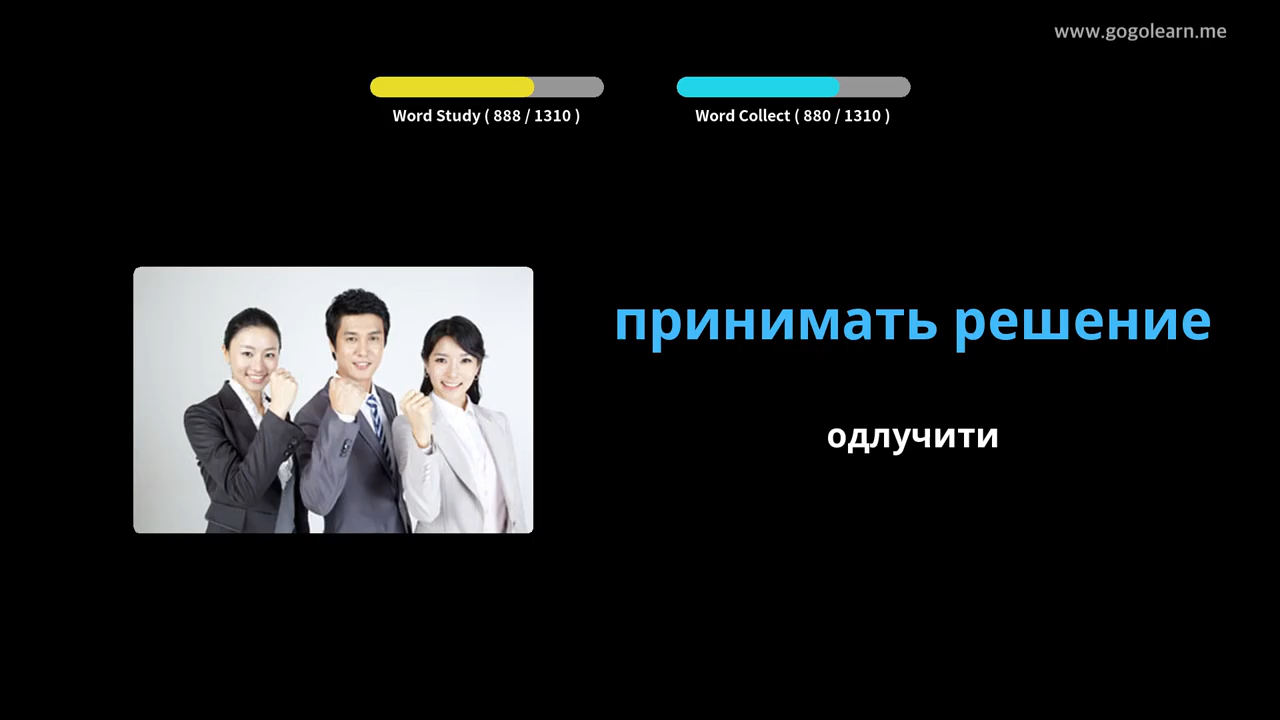 www.gogolearn.me
Word Study ( 888 / 1310 )
Word Collect ( 880 / 1310 )
принимать решение
одлучити